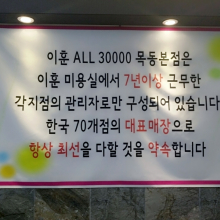 이훈 ALL 30000 목동본점은
이훈 미용실에서 7년이상 근무한
각지점의 관리자로만 구성되어 있습니다
한국 70개점의 대표매장으로
항상 최선을 다할 것을 약속합니다